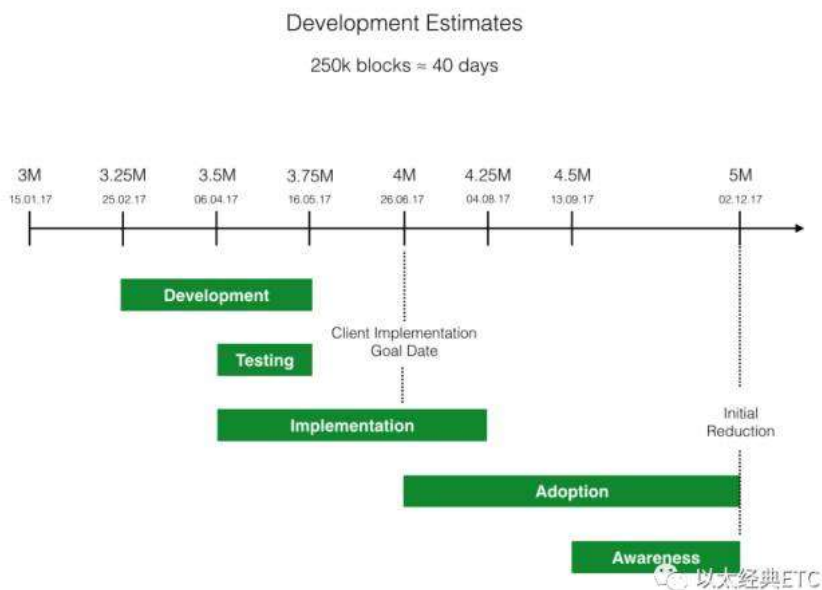 Development Estimates
250k blocks ≈ 40 days
3M 3.25M 3.5M 3.75M 4M 4.25M 4.5M 5M
15.01.17 25.02.17 06.04.17 16.05.17 26.06.17 04.08.17 13.09.17 02.12.17
Development
Client Implementation
Goal Date
Testing
Implementation
Initial
Reduction
Adoption
Awareness
以太经典ETC